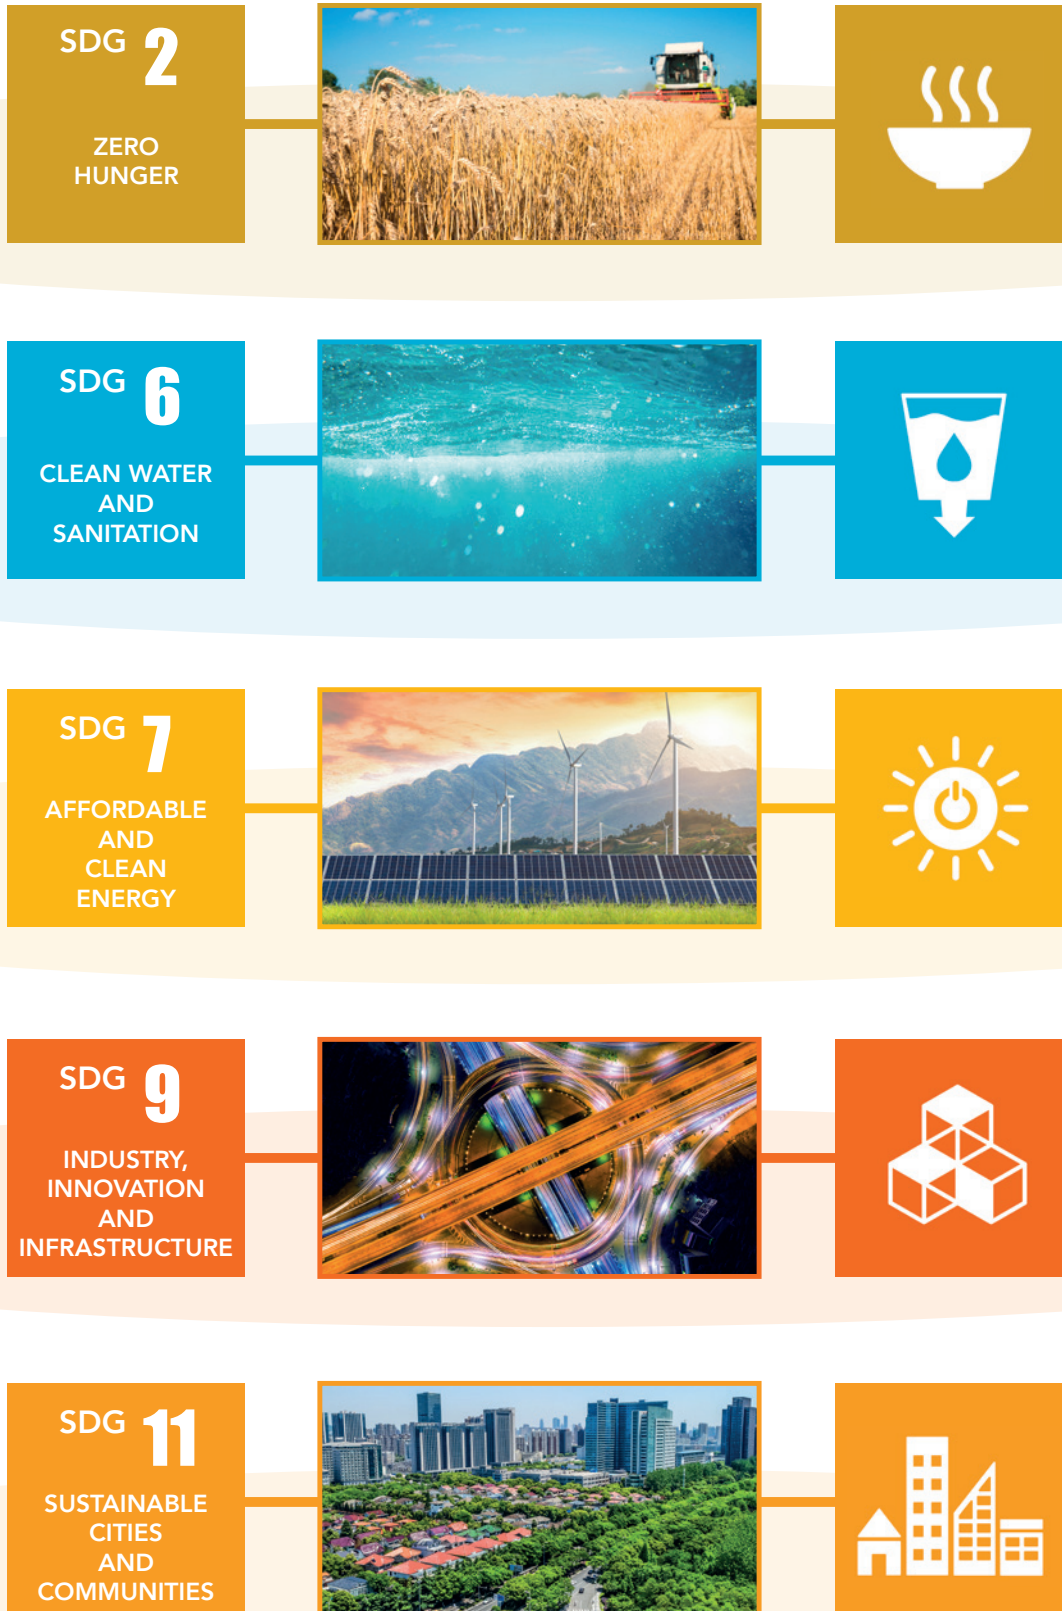 SDG 2
ZERO
HUNGER
SDG 6
CLEAN WATER
AND
SANITATION
SDG 7
AFFORDABLE
AND
CLEAN
ENERGY
SDG 9
INDUSTRY,
INNOVATION
AND
INFRASTRUCTURE
SDG 11
SUSTAINABLE
CITIES
AND
COMMUNITIES